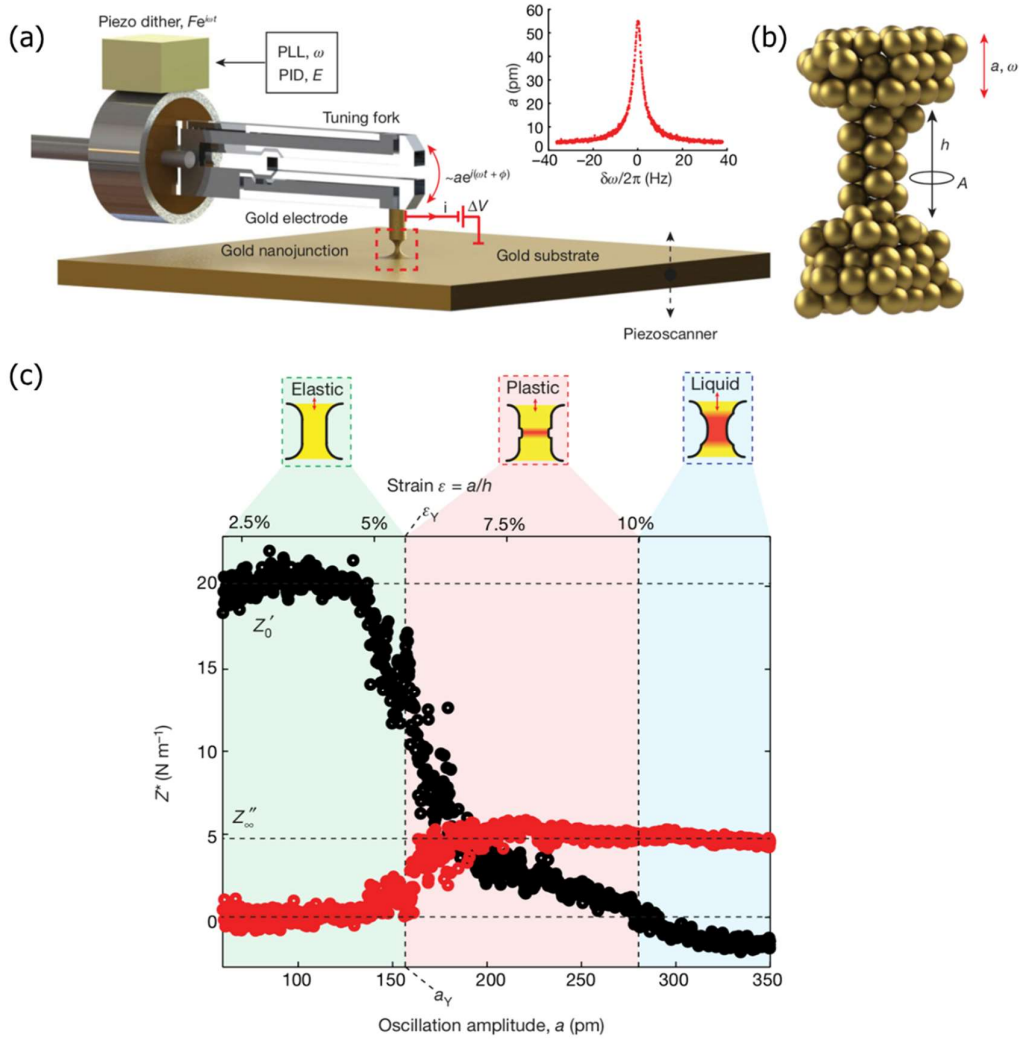 (a)
Piezo dither, Fe^{iωt}
PLL, ω
PID, E
Tuning fork
~ae^{i(ωt + ϕ)}
Gold electrode
i
ΔV
Gold nanojunction
Gold substrate
Piezoscanner
a (pm)
60
50
40
30
20
10
0
−40
−20
0
20
40
δω/2π (Hz)
(b)
a, ω
h
A
(c)
Elastic
Plastic
Liquid
Strain ε = a/h
ε_Y
2.5%
5%
7.5%
10%
Z* (N m⁻¹)
20
15
10
5
0
Z₀′
Z∞″
100
150
200
250
300
350
a_Y
Oscillation amplitude, a (pm)